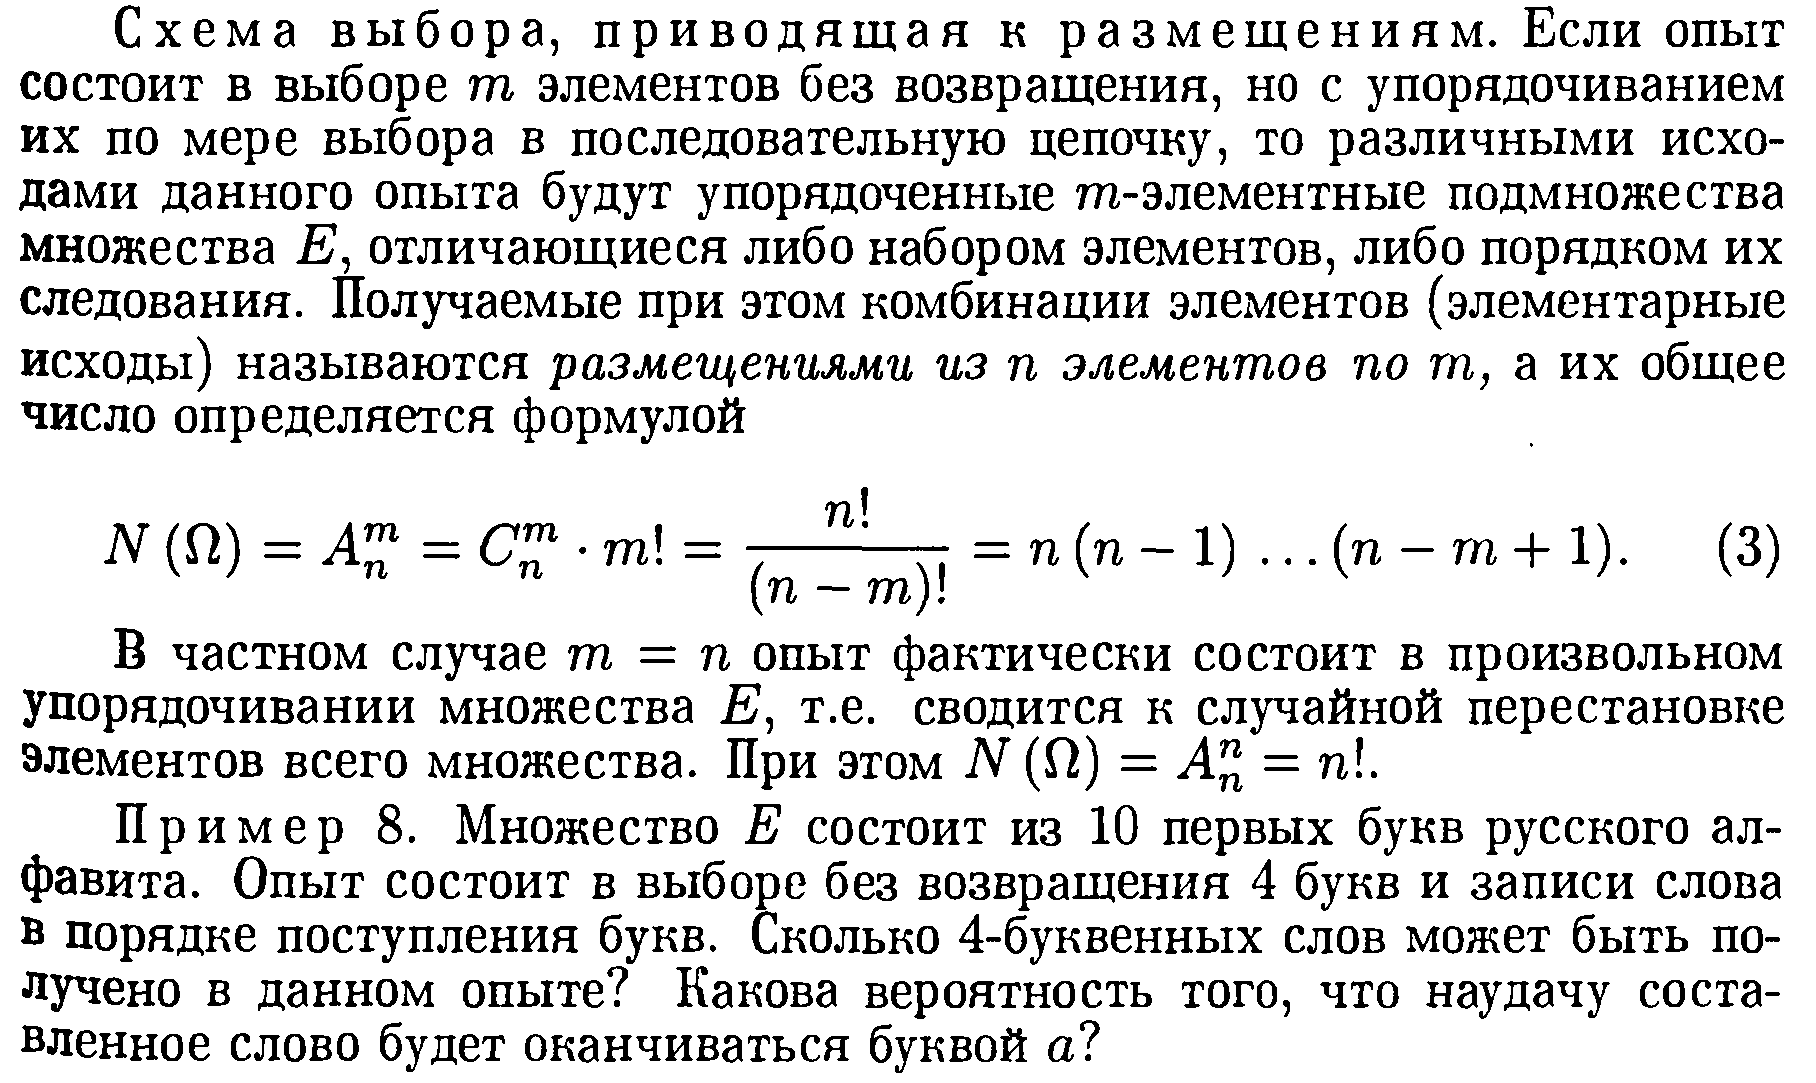 Схема выбора, приводящая к размещениям. Если опыт
состоит в выборе m элементов без возвращения, но с упорядочиванием
их по мере выбора в последовательную цепочку, то различными исхо-
дами данного опыта будут упорядоченные m-элементные подмножества
множества E, отличающиеся либо набором элементов, либо порядком их
следования. Получаемые при этом комбинации элементов (элементарные
исходы) называются размещениями из n элементов по m, а их общее
число определяется формулой
N (Ω) = A_n^m = C_n^m · m! = n!/(n − m)! = n (n − 1) ... (n − m + 1). (3)
В частном случае m = n опыт фактически состоит в произвольном
упорядочивании множества E, т.е. сводится к случайной перестановке
элементов всего множества. При этом N (Ω) = A_n^n = n!.
Пример 8. Множество E состоит из 10 первых букв русского ал-
фавита. Опыт состоит в выборе без возвращения 4 букв и записи слова
в порядке поступления букв. Сколько 4-буквенных слов может быть по-
лучено в данном опыте? Какова вероятность того, что наудачу соста-
вленное слово будет оканчиваться буквой а?